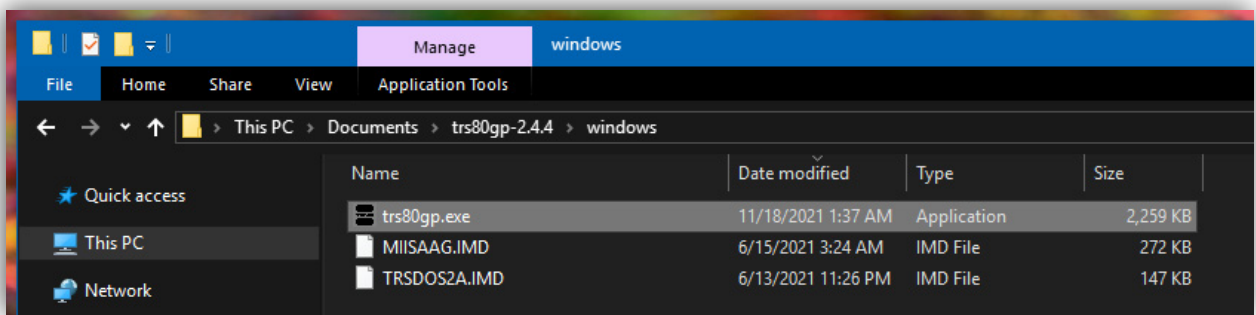 Manage windows
File Home Share View Application Tools
This PC > Documents > trs80gp-2.4.4 > windows
Name Date modified Type Size
Quick access
trs80gp.exe 11/18/2021 1:37 AM Application 2,259 KB
This PC
MIISAAG.IMD 6/15/2021 3:24 AM IMD File 272 KB
TRSDOS2A.IMD 6/13/2021 11:26 PM IMD File 147 KB
Network